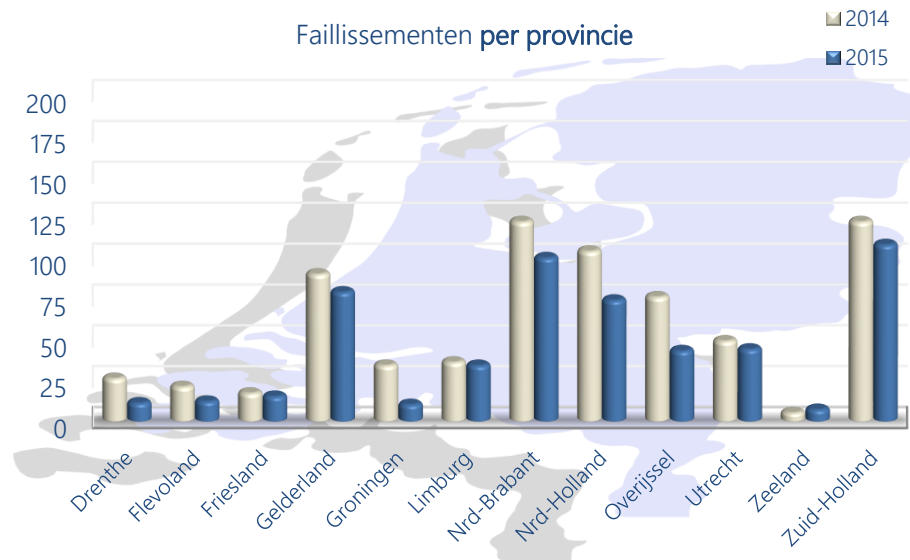 Faillissementen per provincie
2014
2015
200
175
150
125
100
75
50
25
0
Drenthe
Flevoland
Friesland
Gelderland
Groningen
Limburg
Nrd-Brabant
Nrd-Holland
Overijssel
Utrecht
Zeeland
Zuid-Holland